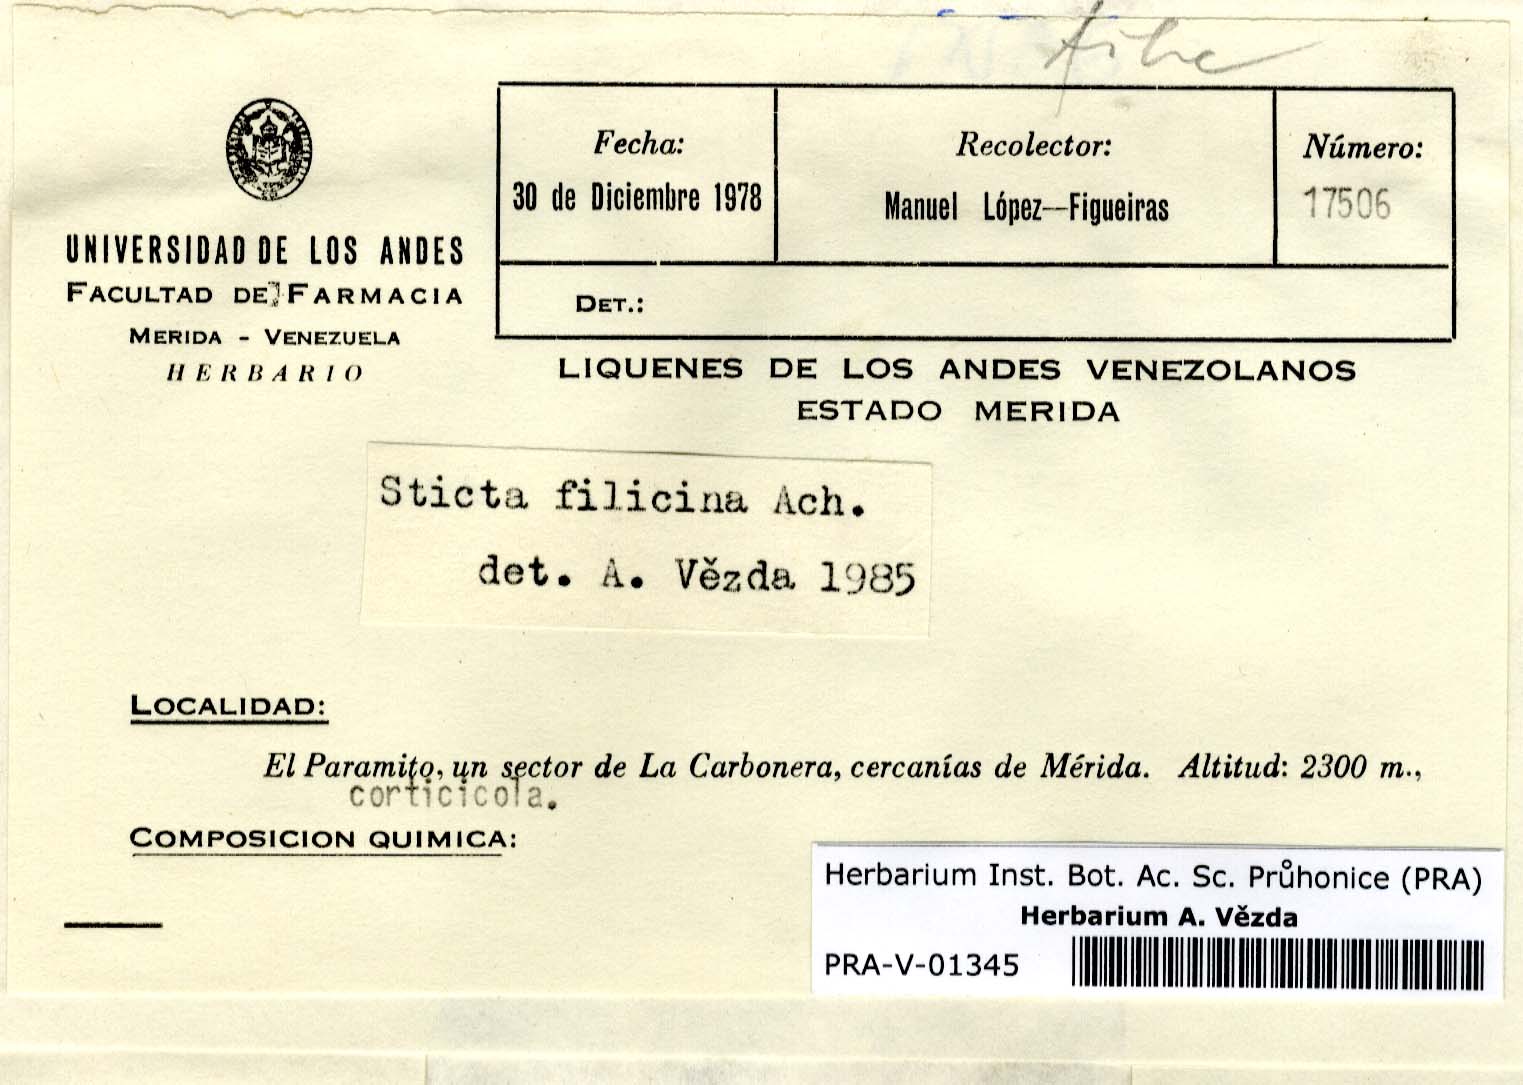 UNIVERSIDAD DE LOS ANDES
FACULTAD DE FARMACIA
MERIDA - VENEZUELA
HERBARIO
Fecha:
30 de Diciembre 1978
Recolector:
Manuel López—Figueiras
Número:
17506
DET.:
LIQUENES DE LOS ANDES VENEZOLANOS
ESTADO MERIDA
Sticta filicina Ach.
det. A. Vězda 1985
LOCALIDAD:
El Paramito, un sector de La Carbonera, cercanías de Mérida. Altitud: 2300 m.,
corticicola.
COMPOSICION QUIMICA:
Herbarium Inst. Bot. Ac. Sc. Průhonice (PRA)
Herbarium A. Vězda
PRA-V-01345